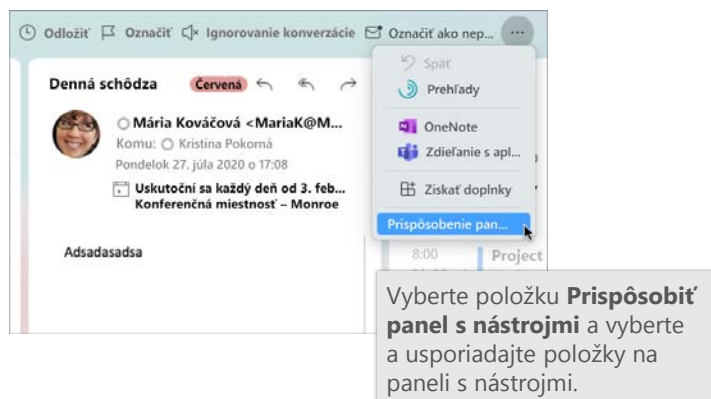 Odložiť Označiť Ignorovanie konverzácie Označiť ako nep... ...
Späť
Prehľady
OneNote
Zdieľanie s apl...
Získať doplnky
Prispôsobenie pan...
Denná schôdza Červená
Mária Kováčová <MariaK@M...
Komu: Kristina Pokorná
Pondelok 27. júla 2020 o 17:08
Uskutoční sa každý deň od 3. feb...
Konferenčná miestnosť – Monroe
Adsadasadsa
8:00 Project
Vyberte položku Prispôsobiť
panel s nástrojmi a vyberte
a usporiadajte položky na
paneli s nástrojmi.